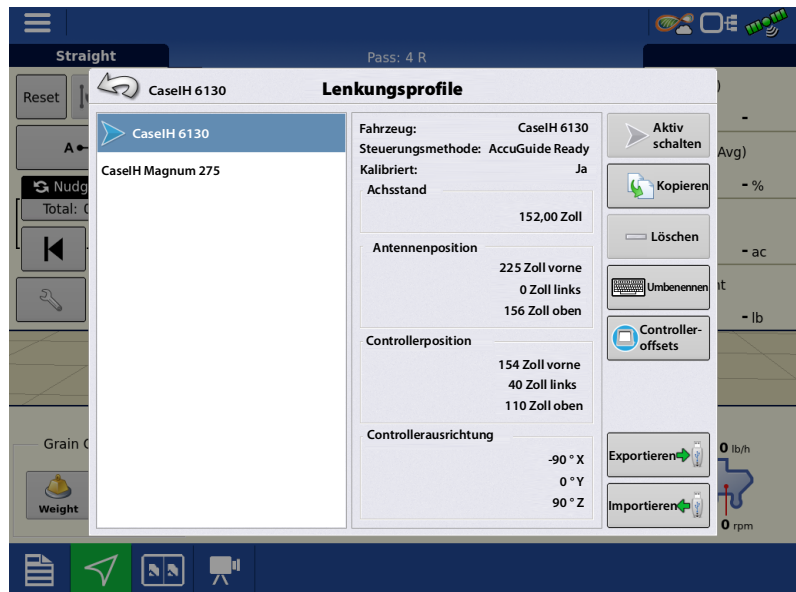 Straight
Pass: 4 R
Reset
CaseIH 6130
Lenkungsprofile
CaseIH 6130
CaseIH Magnum 275
Fahrzeug: CaseIH 6130
Steuerungsmethode: AccuGuide Ready
Kalibriert: Ja
Achsstand
152,00 Zoll
Antennenposition
225 Zoll vorne
0 Zoll links
156 Zoll oben
Controllerposition
154 Zoll vorne
40 Zoll links
110 Zoll oben
Controllerausrichtung
-90 ° X
0 ° Y
90 ° Z
Aktiv
schalten
Kopieren
Löschen
Umbenennen
Controller-
offsets
Exportieren
Importieren
A
Nudg
Total:
Grain
Weight
)
-
Avg)
- %
- ac
t
- lb
0 lb/h
0 rpm